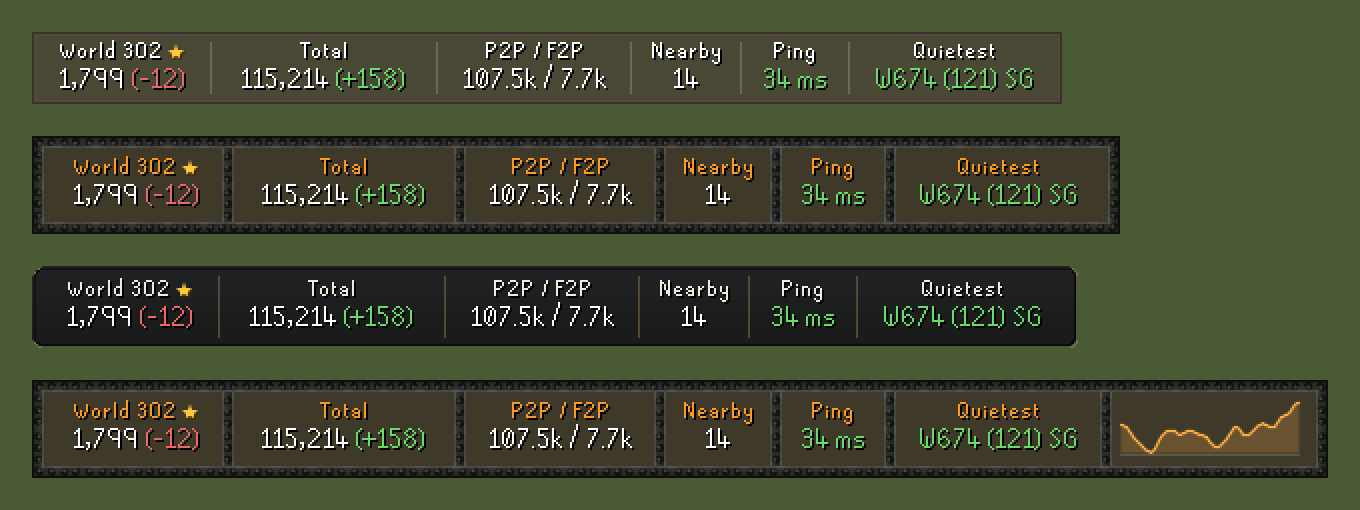 World 302 Total P2P / F2P Nearby Ping Quietest
1,799 (-12) 115,214 (+158) 107.5k / 7.7k 14 34 ms W674 (121) SG
World 302 Total P2P / F2P Nearby Ping Quietest
1,799 (-12) 115,214 (+158) 107.5k / 7.7k 14 34 ms W674 (121) SG
World 302 Total P2P / F2P Nearby Ping Quietest
1,799 (-12) 115,214 (+158) 107.5k / 7.7k 14 34 ms W674 (121) SG
World 302 Total P2P / F2P Nearby Ping Quietest
1,799 (-12) 115,214 (+158) 107.5k / 7.7k 14 34 ms W674 (121) SG